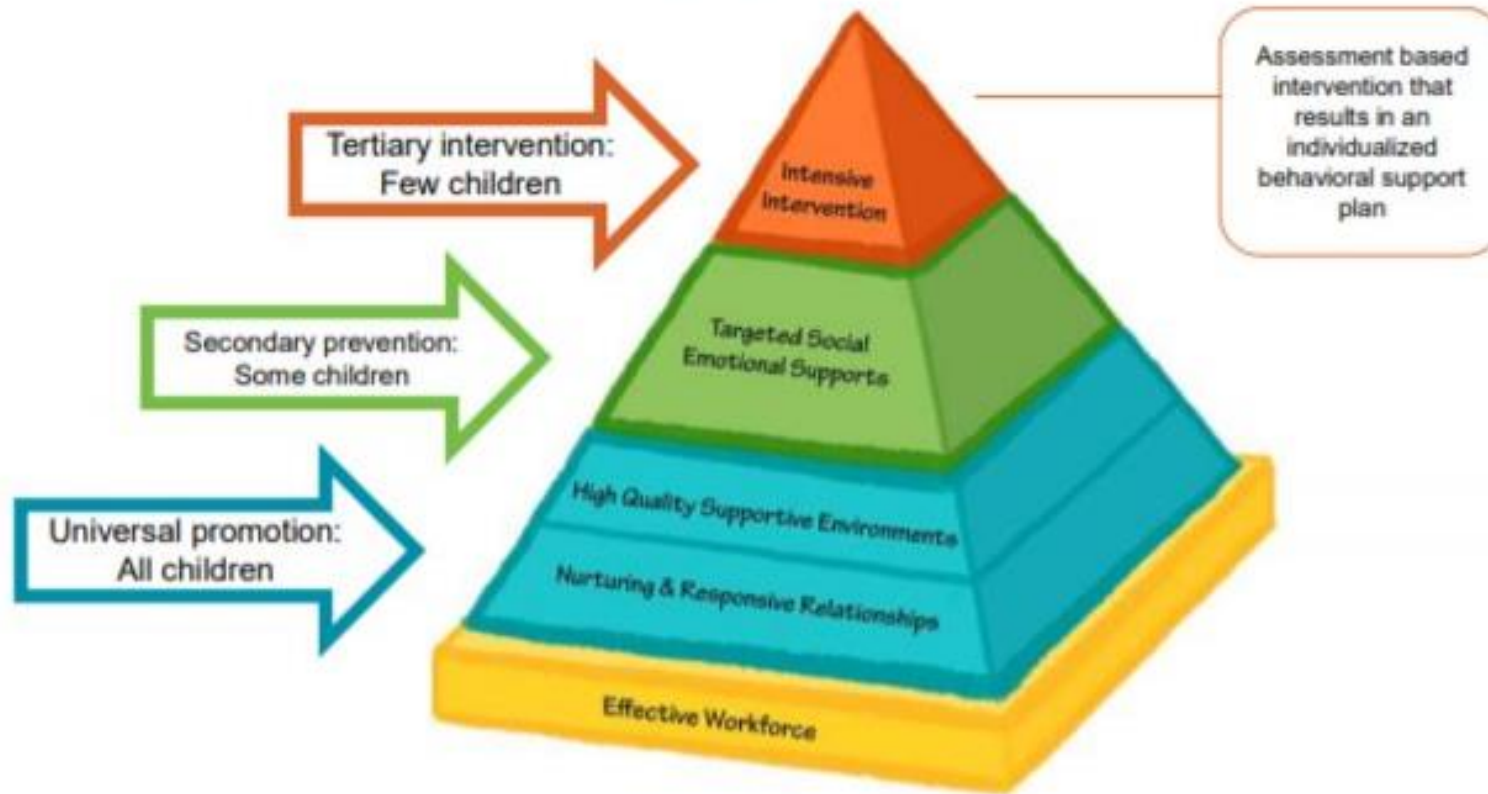 Assessment based
intervention that
results in an
individualized
behavioral support
plan
Tertiary intervention:
Few children
Intensive
Intervention
Secondary prevention:
Some children
Targeted Social
Emotional Supports
Universal promotion:
All children
High Quality Supportive Environments
Nurturing & Responsive Relationships
Effective Workforce